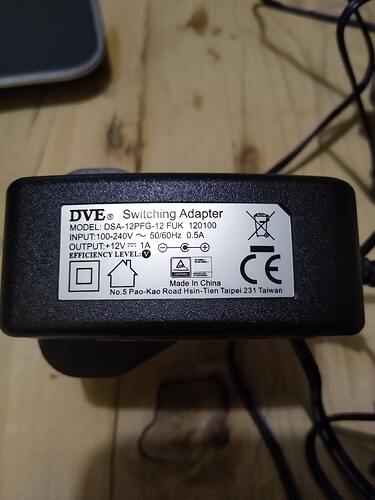 DVE® Switching Adapter
MODEL: DSA-12PFG-12 FUK 120100
INPUT:100-240V ～ 50/60Hz 0.5A
OUTPUT:+12V ⎓ 1A
EFFICIENCY LEVEL: V
CE
Made In China
No.5 Pao-Kao Road Hsin-Tien Taipei 231 Taiwan